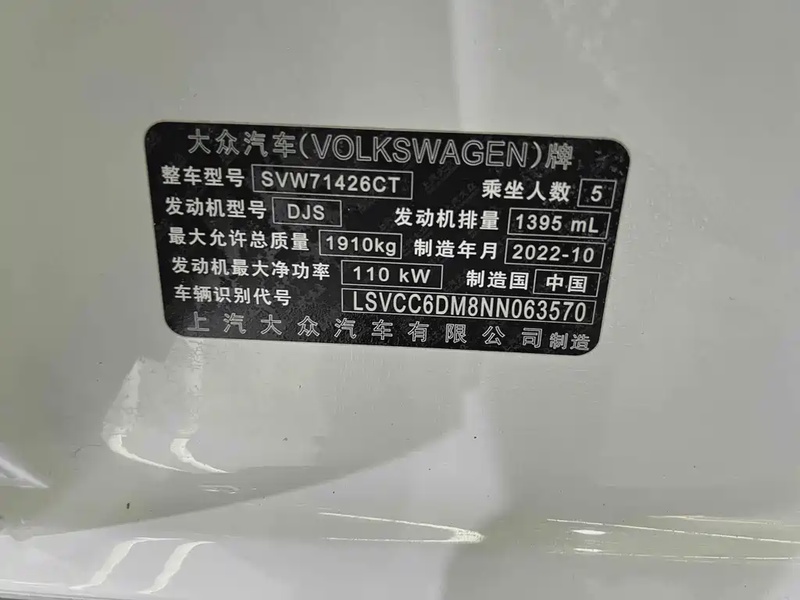 大众汽车(VOLKSWAGEN)牌
整车型号 SVW71426CT 乘坐人数 5
发动机型号 DJS 发动机排量 1395 mL
最大允许总质量 1910kg 制造年月 2022-10
发动机最大净功率 110 kW 制造国 中国
车辆识别代号 LSVCC6DM8NN063570
上汽大众汽车有限公司制造